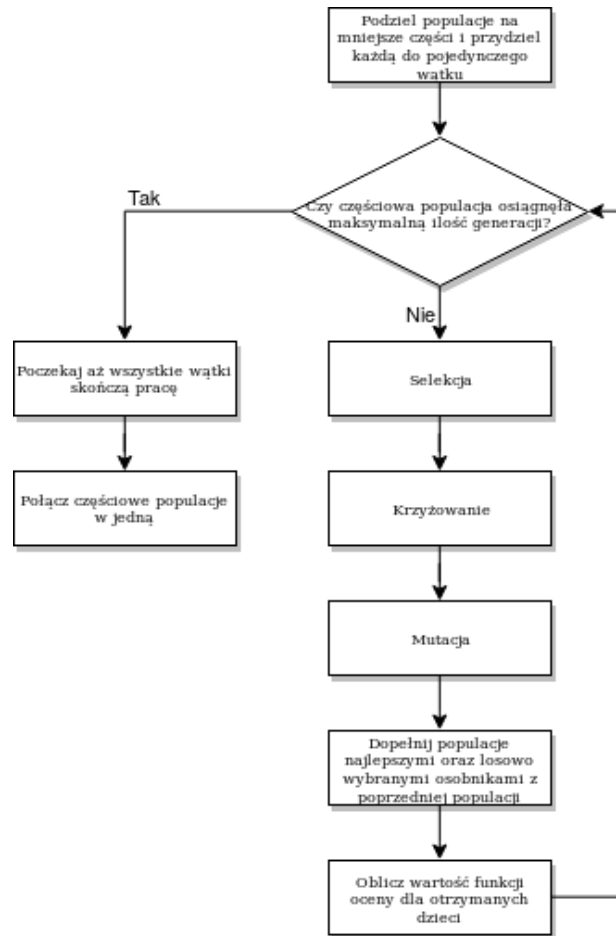 Podziel populacje na
mniejsze części i przydziel
każdą do pojedynczego
wątku
Czy częściowa populacja osiągnęła
maksymalną ilość generacji?
Tak
Nie
Poczekaj aż wszystkie wątki
skończą pracę
Selekcja
Połącz częściowe populacje
w jedną
Krzyżowanie
Mutacja
Dopełnij populacje
najlepszymi oraz losowo
wybranymi osobnikami z
poprzedniej populacji
Oblicz wartość funkcji
oceny dla otrzymanych
dzieci